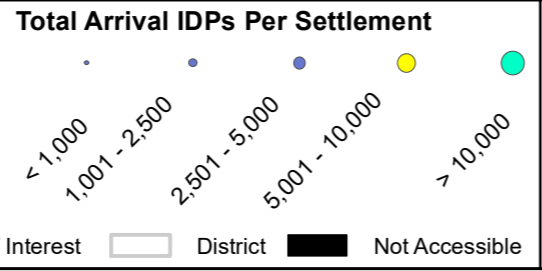 Total Arrival IDPs Per Settlement
< 1,000
1,001 - 2,500
2,501 - 5,000
5,001 - 10,000
> 10,000
Interest District Not Accessible